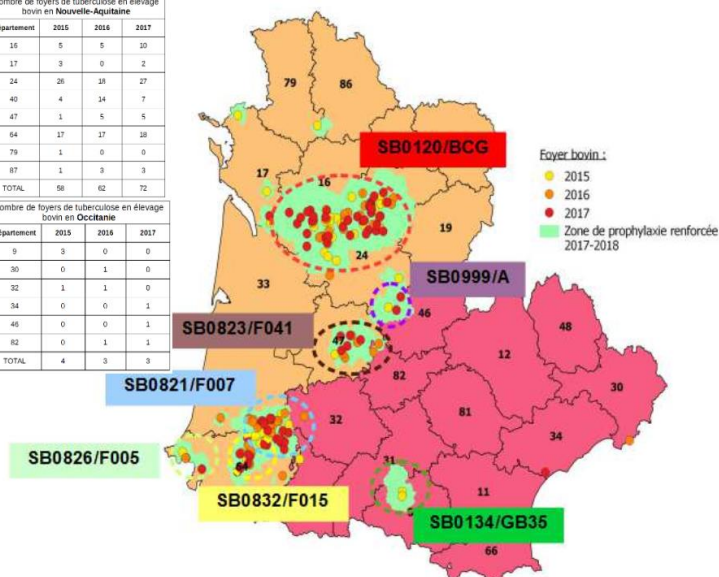 ombre de foyers de tuberculose en élevage
bovin en Nouvelle-Aquitaine
partement 2015 2016 2017
16 5 5 10
17 3 0 2
24 26 18 27
40 4 14 7
47 1 5 5
64 17 17 18
79 1 0 0
87 1 3 3
TOTAL 58 62 72
ombre de foyers de tuberculose en élevage
bovin en Occitanie
partement 2015 2016 2017
9 3 0 0
30 0 1 0
32 1 1 0
34 0 0 1
46 0 0 1
82 0 1 1
TOTAL 4 3 3
79
86
SB0120/BCG
17
16
19
24
33
SB0999/A
46
SB0823/F041
47
48
12
82
30
SB0821/F007
32
81
34
SB0826/F005
64
31
SB0832/F015
11
SB0134/GB35
66
Foyer bovin :
2015
2016
2017
Zone de prophylaxie renforcée
2017-2018